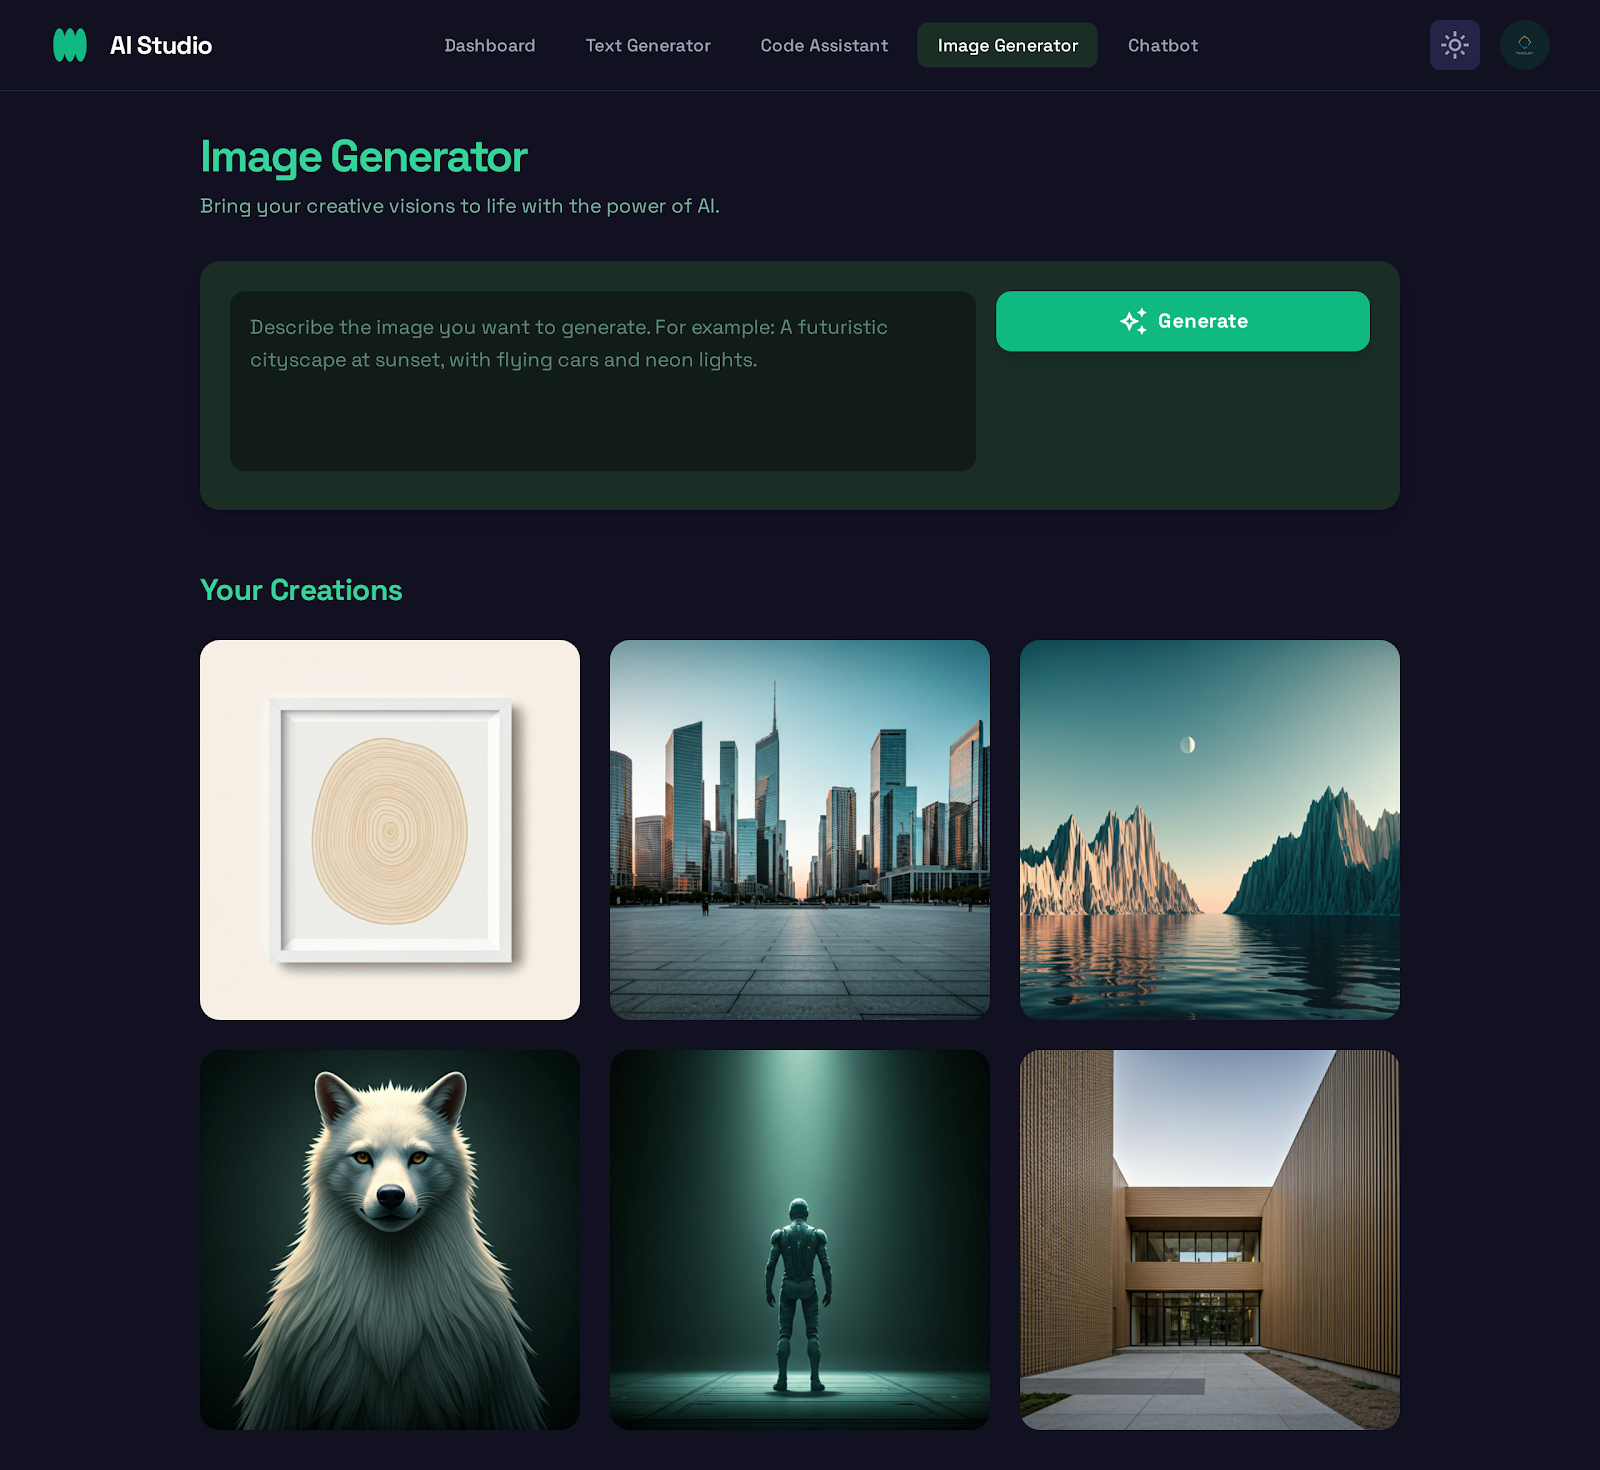 AI Studio
Dashboard
Text Generator
Code Assistant
Image Generator
Chatbot
Image Generator
Bring your creative visions to life with the power of AI.
Describe the image you want to generate. For example: A futuristic
cityscape at sunset, with flying cars and neon lights.
Generate
Your Creations